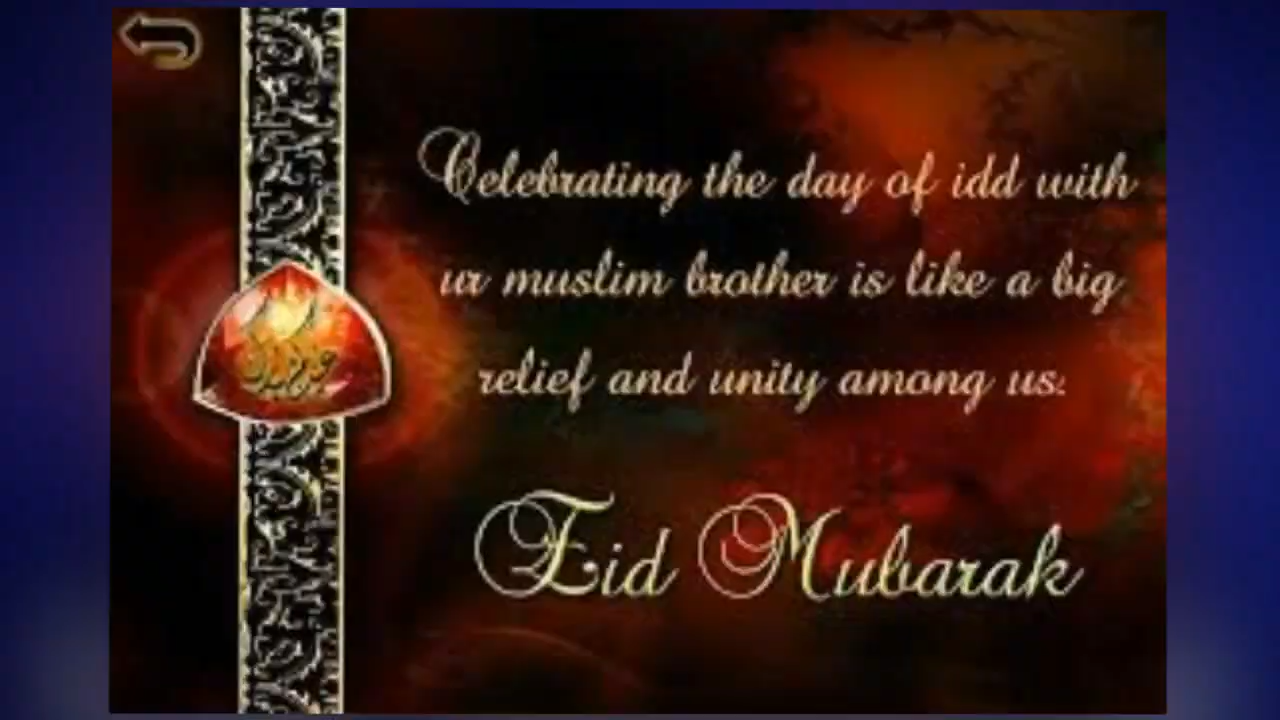 Celebrating the day of idd with
ur muslim brother is like a big
relief and unity among us.
Eid Mubarak